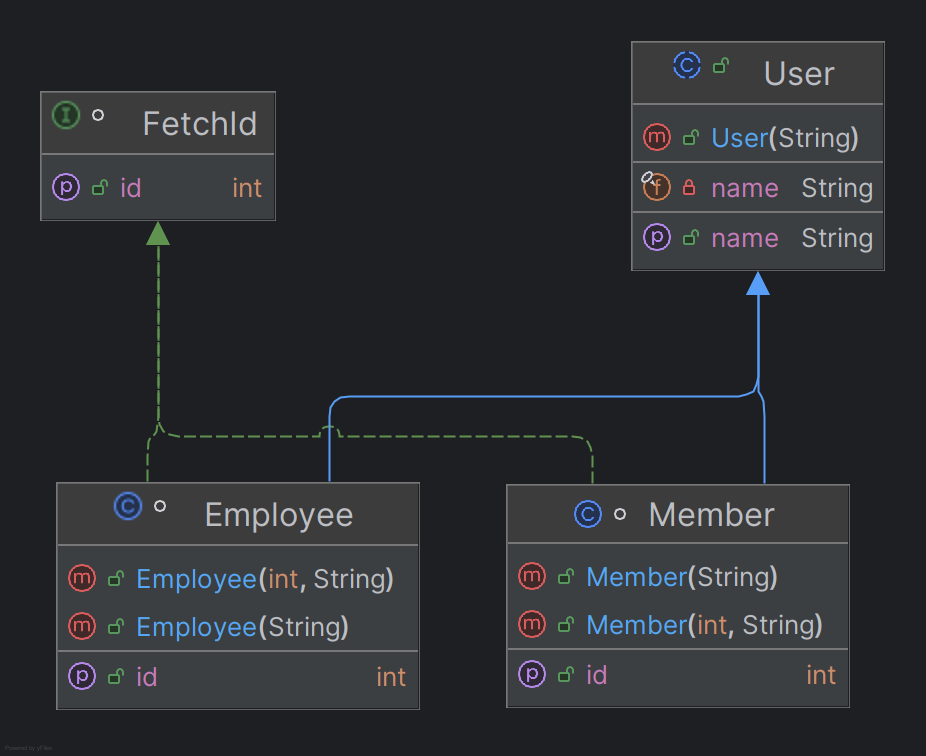 FetchId
id int
User
User(String)
name String
name String
Employee
Employee(int, String)
Employee(String)
id int
Member
Member(String)
Member(int, String)
id int
Powered by yFiles